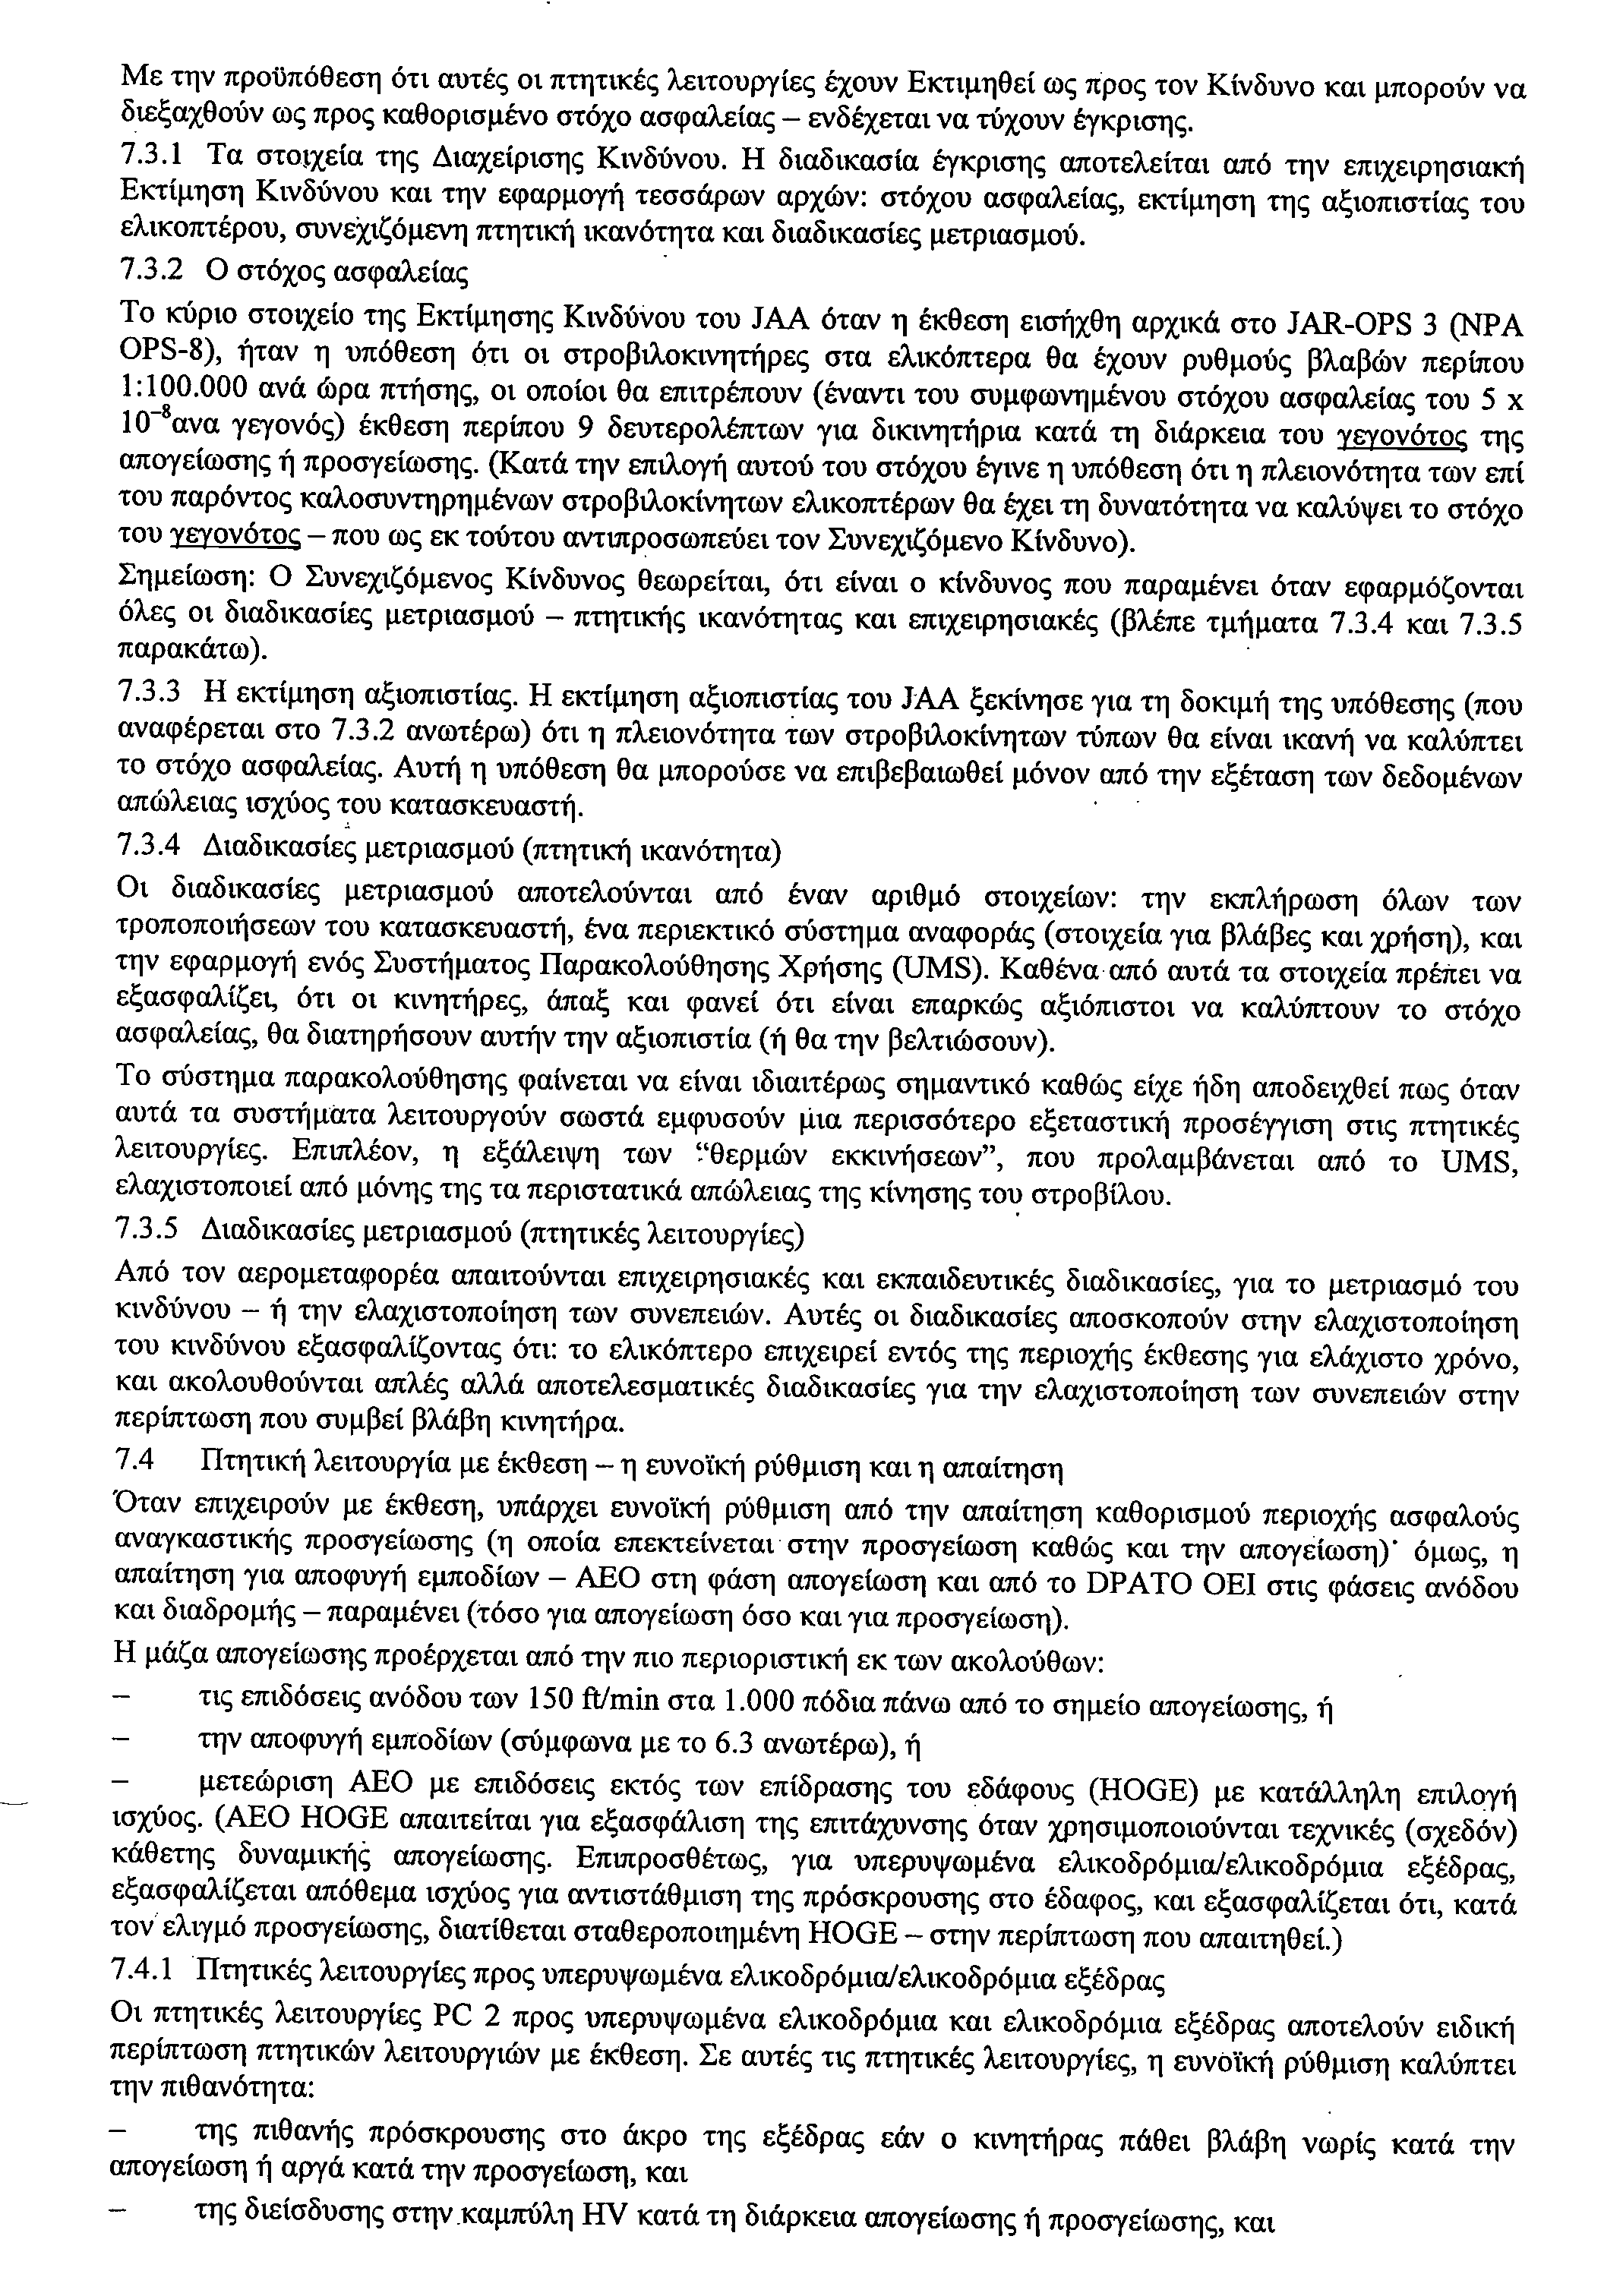 Με την προϋπόθεση ότι αυτές οι πτητικές λειτουργίες έχουν Εκτιμηθεί ως προς τον Κίνδυνο και μπορούν να
διεξαχθούν ως προς καθορισμένο στόχο ασφαλείας – ενδέχεται να τύχουν έγκρισης.
7.3.1 Τα στοιχεία της Διαχείρισης Κινδύνου. Η διαδικασία έγκρισης αποτελείται από την επιχειρησιακή
Εκτίμηση Κινδύνου και την εφαρμογή τεσσάρων αρχών: στόχου ασφαλείας, εκτίμηση της αξιοπιστίας του
ελικοπτέρου, συνεχιζόμενη πτητική ικανότητα και διαδικασίες μετριασμού.
7.3.2 Ο στόχος ασφαλείας
Το κύριο στοιχείο της Εκτίμησης Κινδύνου του JAA όταν η έκθεση εισήχθη αρχικά στο JAR-OPS 3 (NPA
OPS-8), ήταν η υπόθεση ότι οι στροβιλοκινητήρες στα ελικόπτερα θα έχουν ρυθμούς βλαβών περίπου
1:100.000 ανά ώρα πτήσης, οι οποίοι θα επιτρέπουν (έναντι του συμφωνημένου στόχου ασφαλείας του 5 x
10⁻⁸ανα γεγονός) έκθεση περίπου 9 δευτερολέπτων για δικινητήρια κατά τη διάρκεια του γεγονότος της
απογείωσης ή προσγείωσης. (Κατά την επιλογή αυτού του στόχου έγινε η υπόθεση ότι η πλειονότητα των επί
του παρόντος καλοσυντηρημένων στροβιλοκίνητων ελικοπτέρων θα έχει τη δυνατότητα να καλύψει το στόχο
του γεγονότος – που ως εκ τούτου αντιπροσωπεύει τον Συνεχιζόμενο Κίνδυνο).
Σημείωση: Ο Συνεχιζόμενος Κίνδυνος θεωρείται, ότι είναι ο κίνδυνος που παραμένει όταν εφαρμόζονται
όλες οι διαδικασίες μετριασμού – πτητικής ικανότητας και επιχειρησιακές (βλέπε τμήματα 7.3.4 και 7.3.5
παρακάτω).
7.3.3 Η εκτίμηση αξιοπιστίας. Η εκτίμηση αξιοπιστίας του JAA ξεκίνησε για τη δοκιμή της υπόθεσης (που
αναφέρεται στο 7.3.2 ανωτέρω) ότι η πλειονότητα των στροβιλοκίνητων τύπων θα είναι ικανή να καλύπτει
το στόχο ασφαλείας. Αυτή η υπόθεση θα μπορούσε να επιβεβαιωθεί μόνον από την εξέταση των δεδομένων
απώλειας ισχύος του κατασκευαστή.
7.3.4 Διαδικασίες μετριασμού (πτητική ικανότητα)
Οι διαδικασίες μετριασμού αποτελούνται από έναν αριθμό στοιχείων: την εκπλήρωση όλων των
τροποποιήσεων του κατασκευαστή, ένα περιεκτικό σύστημα αναφοράς (στοιχεία για βλάβες και χρήση), και
την εφαρμογή ενός Συστήματος Παρακολούθησης Χρήσης (UMS). Καθένα από αυτά τα στοιχεία πρέπει να
εξασφαλίζει, ότι οι κινητήρες, άπαξ και φανεί ότι είναι επαρκώς αξιόπιστοι να καλύπτουν το στόχο
ασφαλείας, θα διατηρήσουν αυτήν την αξιοπιστία (ή θα την βελτιώσουν).
Το σύστημα παρακολούθησης φαίνεται να είναι ιδιαιτέρως σημαντικό καθώς είχε ήδη αποδειχθεί πως όταν
αυτά τα συστήματα λειτουργούν σωστά εμφυσούν μια περισσότερο εξεταστική προσέγγιση στις πτητικές
λειτουργίες. Επιπλέον, η εξάλειψη των "θερμών εκκινήσεων", που προλαμβάνεται από το UMS,
ελαχιστοποιεί από μόνης της τα περιστατικά απώλειας της κίνησης του στροβίλου.
7.3.5 Διαδικασίες μετριασμού (πτητικές λειτουργίες)
Από τον αερομεταφορέα απαιτούνται επιχειρησιακές και εκπαιδευτικές διαδικασίες, για το μετριασμό του
κινδύνου – ή την ελαχιστοποίηση των συνεπειών. Αυτές οι διαδικασίες αποσκοπούν στην ελαχιστοποίηση
του κινδύνου εξασφαλίζοντας ότι: το ελικόπτερο επιχειρεί εντός της περιοχής έκθεσης για ελάχιστο χρόνο,
και ακολουθούνται απλές αλλά αποτελεσματικές διαδικασίες για την ελαχιστοποίηση των συνεπειών στην
περίπτωση που συμβεί βλάβη κινητήρα.
7.4 Πτητική λειτουργία με έκθεση – η ευνοϊκή ρύθμιση και η απαίτηση
Όταν επιχειρούν με έκθεση, υπάρχει ευνοϊκή ρύθμιση από την απαίτηση καθορισμού περιοχής ασφαλούς
αναγκαστικής προσγείωσης (η οποία επεκτείνεται στην προσγείωση καθώς και την απογείωση)· όμως, η
απαίτηση για αποφυγή εμποδίων – AEO στη φάση απογείωση και από το DPATO OEI στις φάσεις ανόδου
και διαδρομής – παραμένει (τόσο για απογείωση όσο και για προσγείωση).
Η μάζα απογείωσης προέρχεται από την πιο περιοριστική εκ των ακολούθων:
– τις επιδόσεις ανόδου των 150 ft/min στα 1.000 πόδια πάνω από το σημείο απογείωσης, ή
– την αποφυγή εμποδίων (σύμφωνα με το 6.3 ανωτέρω), ή
– μετεώριση AEO με επιδόσεις εκτός των επίδρασης του εδάφους (HOGE) με κατάλληλη επιλογή
ισχύος. (AEO HOGE απαιτείται για εξασφάλιση της επιτάχυνσης όταν χρησιμοποιούνται τεχνικές (σχεδόν)
κάθετης δυναμικής απογείωσης. Επιπροσθέτως, για υπερυψωμένα ελικοδρόμια/ελικοδρόμια εξέδρας,
εξασφαλίζεται απόθεμα ισχύος για αντιστάθμιση της πρόσκρουσης στο έδαφος, και εξασφαλίζεται ότι, κατά
τον ελιγμό προσγείωσης, διατίθεται σταθεροποιημένη HOGE – στην περίπτωση που απαιτηθεί.)
7.4.1 Πτητικές λειτουργίες προς υπερυψωμένα ελικοδρόμια/ελικοδρόμια εξέδρας
Οι πτητικές λειτουργίες PC 2 προς υπερυψωμένα ελικοδρόμια και ελικοδρόμια εξέδρας αποτελούν ειδική
περίπτωση πτητικών λειτουργιών με έκθεση. Σε αυτές τις πτητικές λειτουργίες, η ευνοϊκή ρύθμιση καλύπτει
την πιθανότητα:
– της πιθανής πρόσκρουσης στο άκρο της εξέδρας εάν ο κινητήρας πάθει βλάβη νωρίς κατά την
απογείωση ή αργά κατά την προσγείωση, και
– της διείσδυσης στην καμπύλη HV κατά τη διάρκεια απογείωσης ή προσγείωσης, και